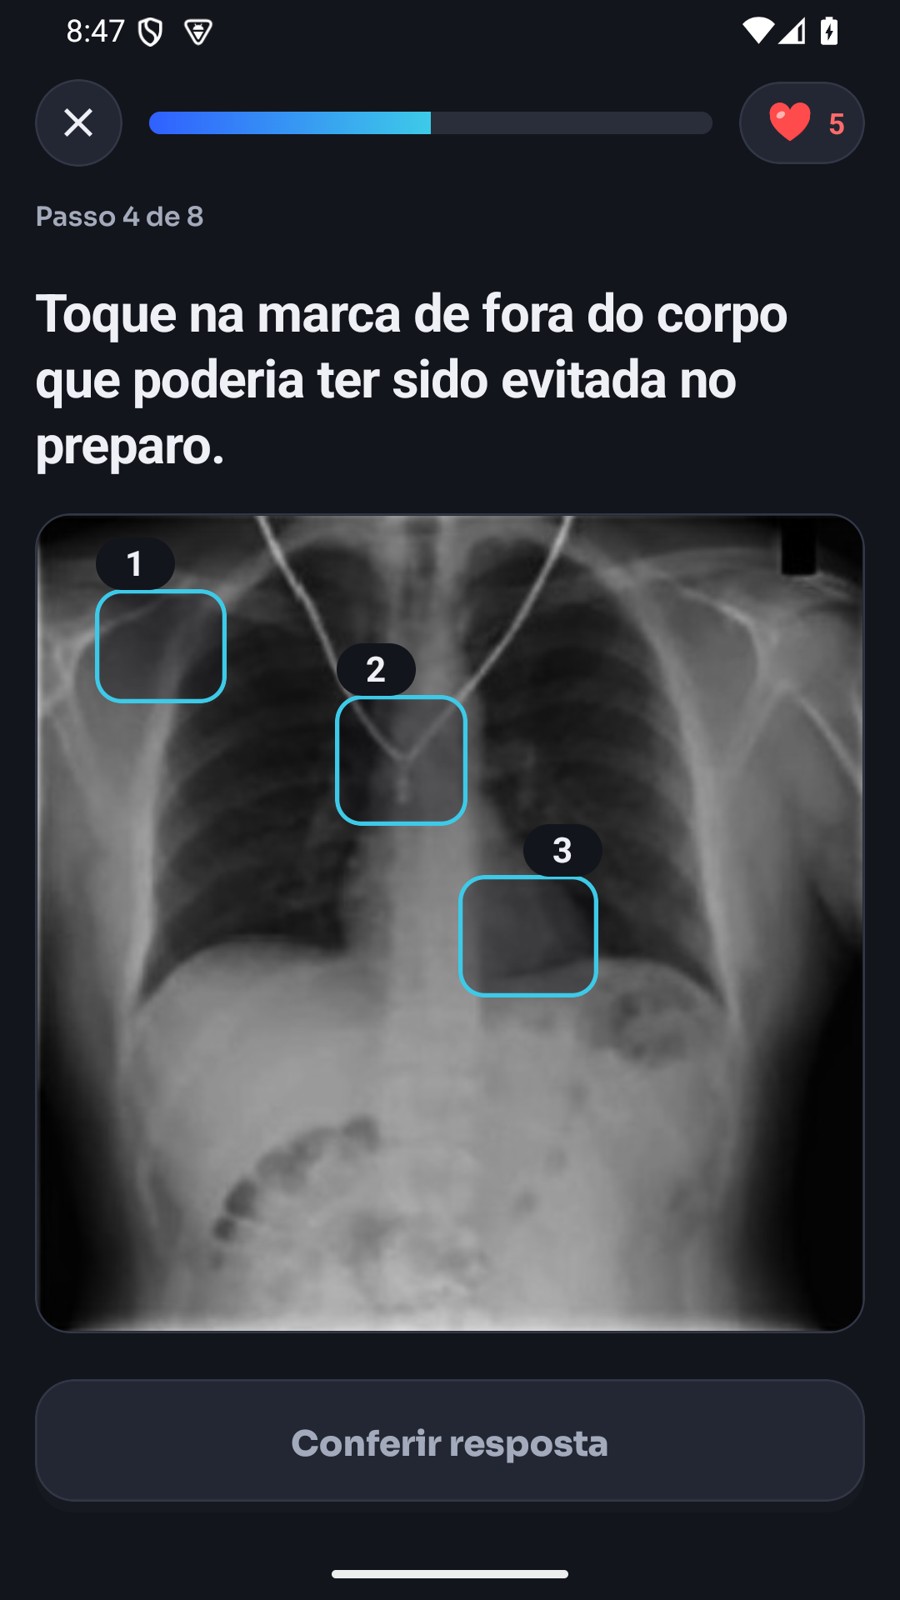 8:47
5
Passo 4 de 8
Toque na marca de fora do corpo
que poderia ter sido evitada no
preparo.
1
2
3
Conferir resposta